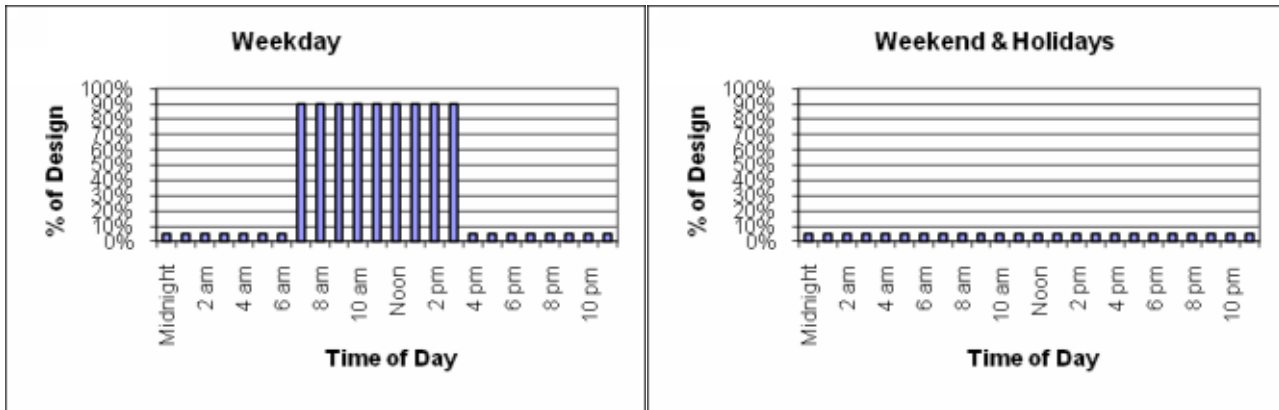 Weekday
% of Design
100%
90%
80%
70%
60%
50%
40%
30%
20%
10%
0%
Midnight
2 am
4 am
6 am
8 am
10 am
Noon
2 pm
4 pm
6 pm
8 pm
10 pm
Time of Day
Weekend & Holidays
% of Design
100%
90%
80%
70%
60%
50%
40%
30%
20%
10%
0%
Midnight
2 am
4 am
6 am
8 am
10 am
Noon
2 pm
4 pm
6 pm
8 pm
10 pm
Time of Day